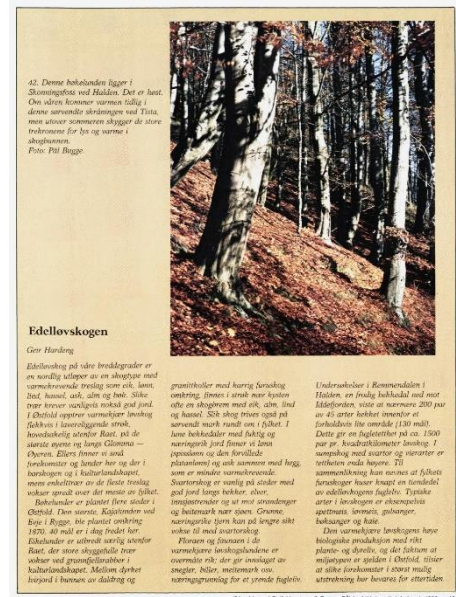 42. Denne bøkelunden ligger i
Skonningsfoss ved Halden. Det er høst.
Om våren kommer varmen tidlig i
denne sørvendte skråningen ved Tista,
men utover sommeren skygger de store
trekronene for lys og varme i
skogbunnen.
Foto: Pål Bugge.
Edelløvskogen
Geir Hardeng
Edelløvskog på våre breddegrader er
en nordlig utløper av en skogtype med
varmekrevende treslag som eik, lønn,
lind, hassel, ask, alm og bøk. Slike
trær krever vanligvis nokså god jord.
I Østfold opptrer varmekjær løvskog
flekkvis i lavereliggende strøk,
hovedsakelig utenfor Raet, på de
største øyene og langs Glomma —
Øyeren. Ellers finner vi små
forekomster og lunder her og der i
barskogen og i kulturlandskapet,
mens enkelttrær av de fleste treslag
vokser spredt over det meste av fylket.
Bøkelunder er plantet flere steder i
Østfold. Den største, Kajalunden ved
Evje i Rygge, ble plantet omkring
1870. 40 mål er i dag fredet her.
Eikelunder er utbredt særlig utenfor
Raet, der store skyggefulle trær
vokser ved grunnfjellsrabber i
kulturlandskapet. Mellom dyrket
leirjord i bunnen av daldrag og
granittkoller med karrig furuskog
omkring, finnes i strøk nær kysten
ofte en skogbrem med eik, alm, lind
og hassel. Slik skog trives også på
sørvendt mark rundt om i fylket. I
lune bekkedaler med fuktig og
næringsrik jord finner vi lønn
(spisslønn og den forvillede
platanlønn) og ask sammen med hegg,
som er mindre varmekrevende.
Svartorskog er vanlig på steder med
god jord langs bekker, elver,
innsjøstrender og ut mot strandenger
og beitemark nær sjøen. Grunne,
næringsrike tjern kan på lengre sikt
vokse til med svartorskog.
Floraen og faunaen i de
varmekjære løvskogslundene er
overmåte rik; der gir innslaget av
snegler, biller, meitemark osv.
næringsgrunnlag for et yrende fugleliv.
Undersøkelser i Remmendalen i
Halden, en frodig bekkedal ned mot
Iddefjorden, viste at nærmere 200 par
av 45 arter hekket innenfor et
forholdsvis lite område (130 mål).
Dette gir en fugletetthet på ca. 1500
par pr. kvadratkilometer løvskog. I
sumpskog med svartor og vierarter er
tettheten enda høyere. Til
sammenlikning kan nevnes at fylkets
furuskoger huser knapt en tiendedel
av edelløvskogens fugleliv. Typiske
arter i løvskogen er eksempelvis
spettmeis, løvmeis, gulsanger,
bøksanger og kaie.
Den varmekjære løvskogens høye
biologiske produksjon med rikt
plante- og dyreliv, og det faktum at
miljøtypen er sjelden i Østfold, tilsier
at slike forekomster i størst mulig
utstrekning bør bevares for ettertiden.